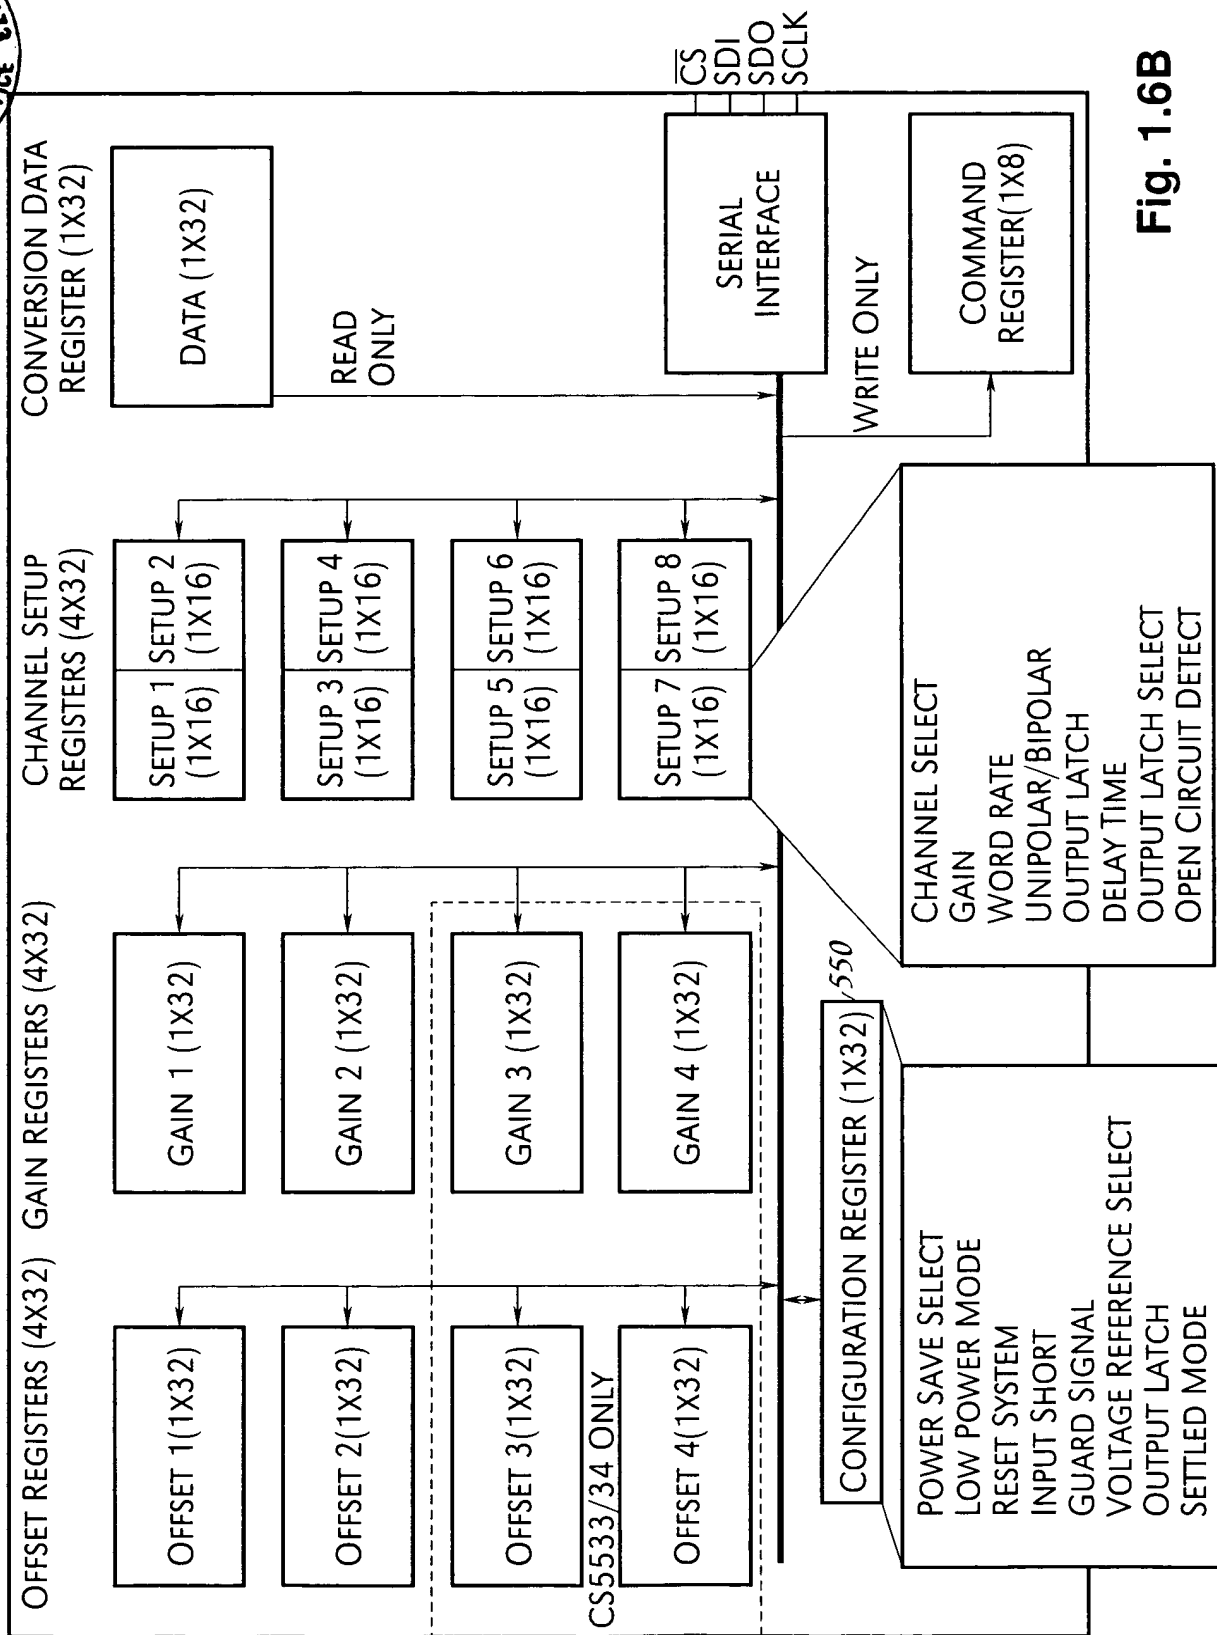 OFFSET REGISTERS (4X32)
GAIN REGISTERS (4X32)
CHANNEL SETUP
REGISTERS (4X32)
CONVERSION DATA
REGISTER (1X32)
OFFSET 1(1X32)
GAIN 1 (1X32)
SETUP 1
(1X16)
SETUP 2
(1X16)
DATA (1X32)
OFFSET 2(1X32)
GAIN 2 (1X32)
SETUP 3
(1X16)
SETUP 4
(1X16)
READ
ONLY
OFFSET 3(1X32)
GAIN 3 (1X32)
SETUP 5
(1X16)
SETUP 6
(1X16)
CS5533/34 ONLY
OFFSET 4(1X32)
GAIN 4 (1X32)
SETUP 7
(1X16)
SETUP 8
(1X16)
SERIAL
INTERFACE
CS
SDI
SDO
SCLK
WRITE ONLY
COMMAND
REGISTER(1X8)
CONFIGURATION REGISTER (1X32)
550
POWER SAVE SELECT
LOW POWER MODE
RESET SYSTEM
INPUT SHORT
GUARD SIGNAL
VOLTAGE REFERENCE SELECT
OUTPUT LATCH
SETTLED MODE
CHANNEL SELECT
GAIN
WORD RATE
UNIPOLAR/BIPOLAR
OUTPUT LATCH
DELAY TIME
OUTPUT LATCH SELECT
OPEN CIRCUIT DETECT
Fig. 1.6B